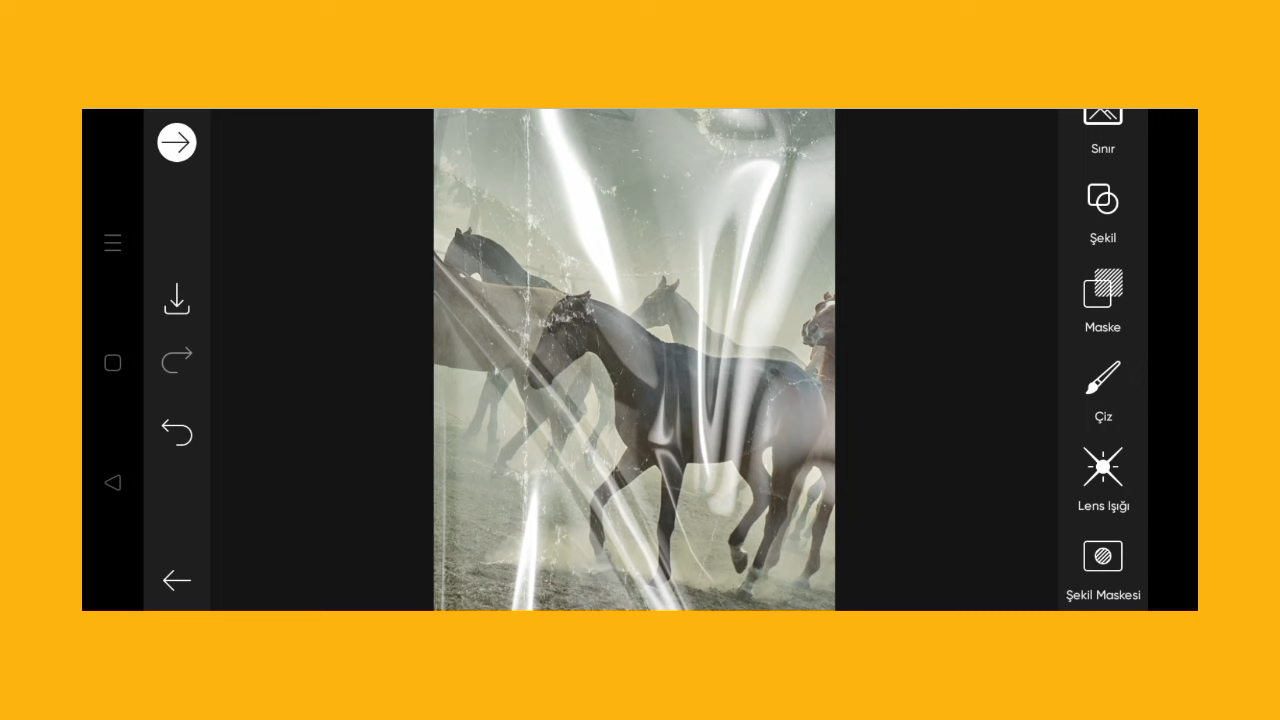 Sınır
Şekil
Maske
Çiz
Lens Işığı
Şekil Maskesi